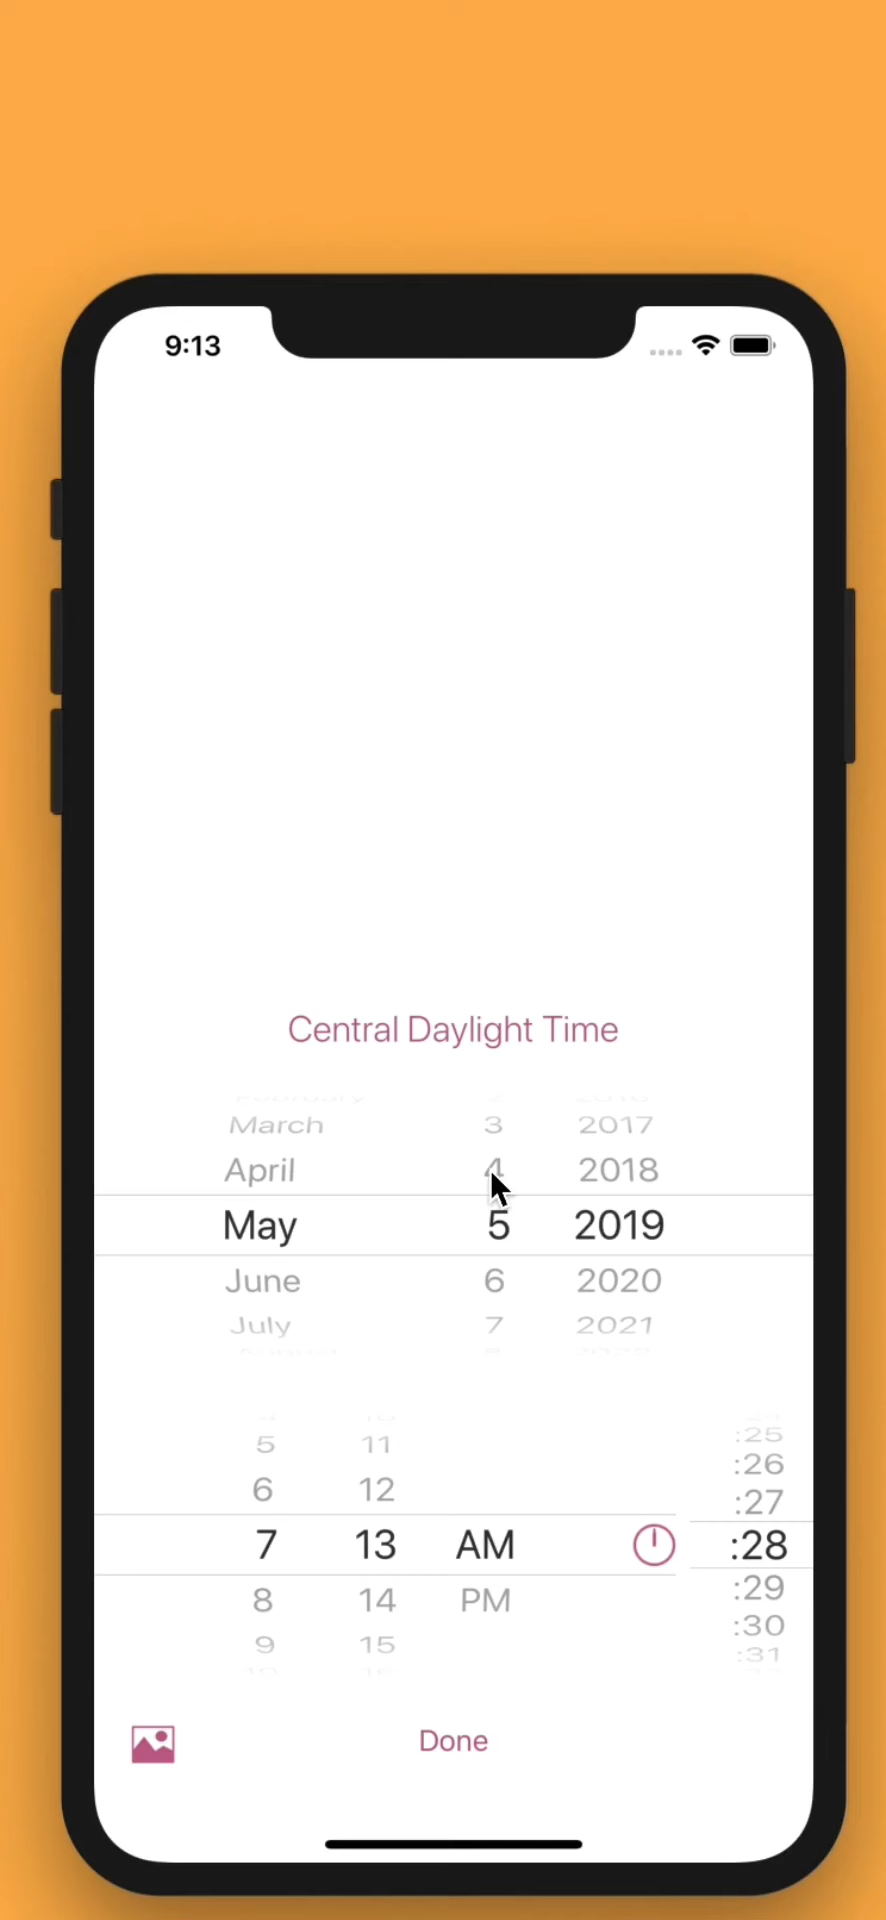 9:13
Central Daylight Time
March 3 2017
April 4 2018
May 5 2019
June 6 2020
July 7 2021
:25
5 11
:26
6 12
:27
7 13 AM :28
:29
8 14 PM
:30
9 15
:31
Done